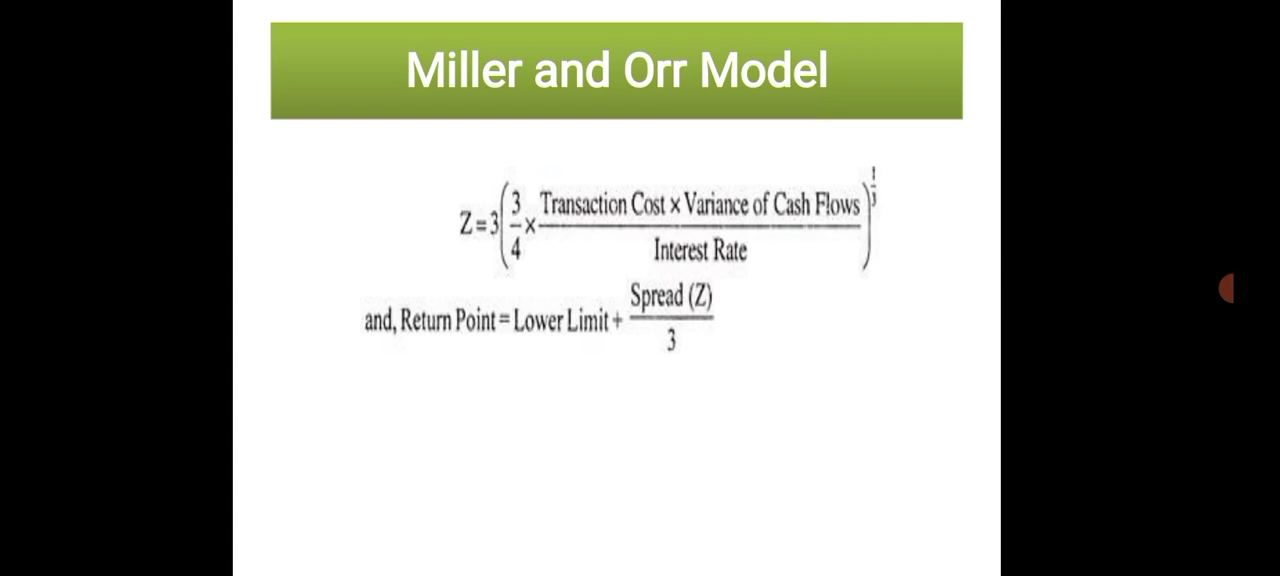 Miller and Orr Model
Z = 3 ( 3/4 × Transaction Cost × Variance of Cash Flows / Interest Rate ) 1/3
and, Return Point = Lower Limit + Spread (Z) / 3